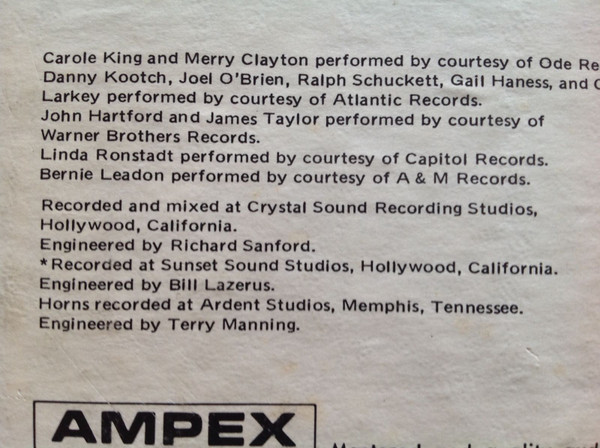 Carole King and Merry Clayton performed by courtesy of Ode
Danny Kootch, Joel O'Brien, Ralph Schuckett, Gail Haness, and
Larkey performed by courtesy of Atlantic Records.
John Hartford and James Taylor performed by courtesy of
Warner Brothers Records.
Linda Ronstadt performed by courtesy of Capitol Records.
Bernie Leadon performed by courtesy of A & M Records.
Recorded and mixed at Crystal Sound Recording Studios,
Hollywood, California.
Engineered by Richard Sanford.
*Recorded at Sunset Sound Studios, Hollywood, California.
Engineered by Bill Lazerus.
Horns recorded at Ardent Studios, Memphis, Tennessee.
Engineered by Terry Manning.
AMPEX